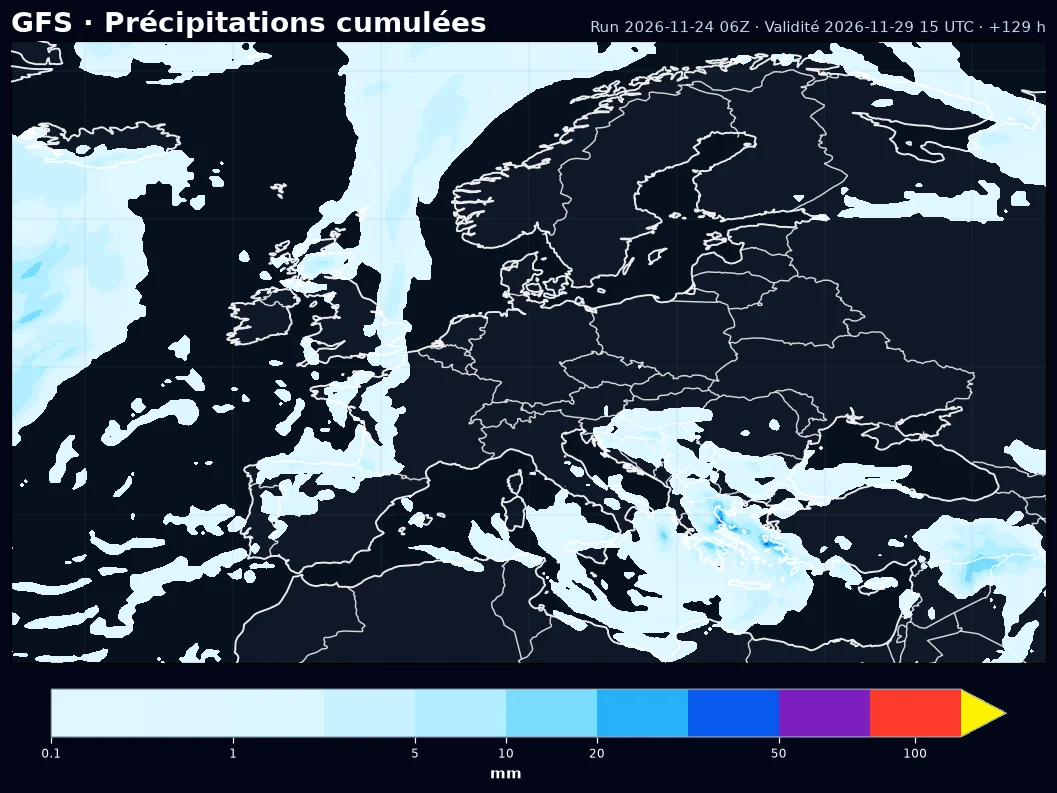 GFS · Précipitations cumulées
Run 2026-11-24 06Z · Validité 2026-11-29 15 UTC · +129 h
0.1 1 5 10 20 50 100
mm